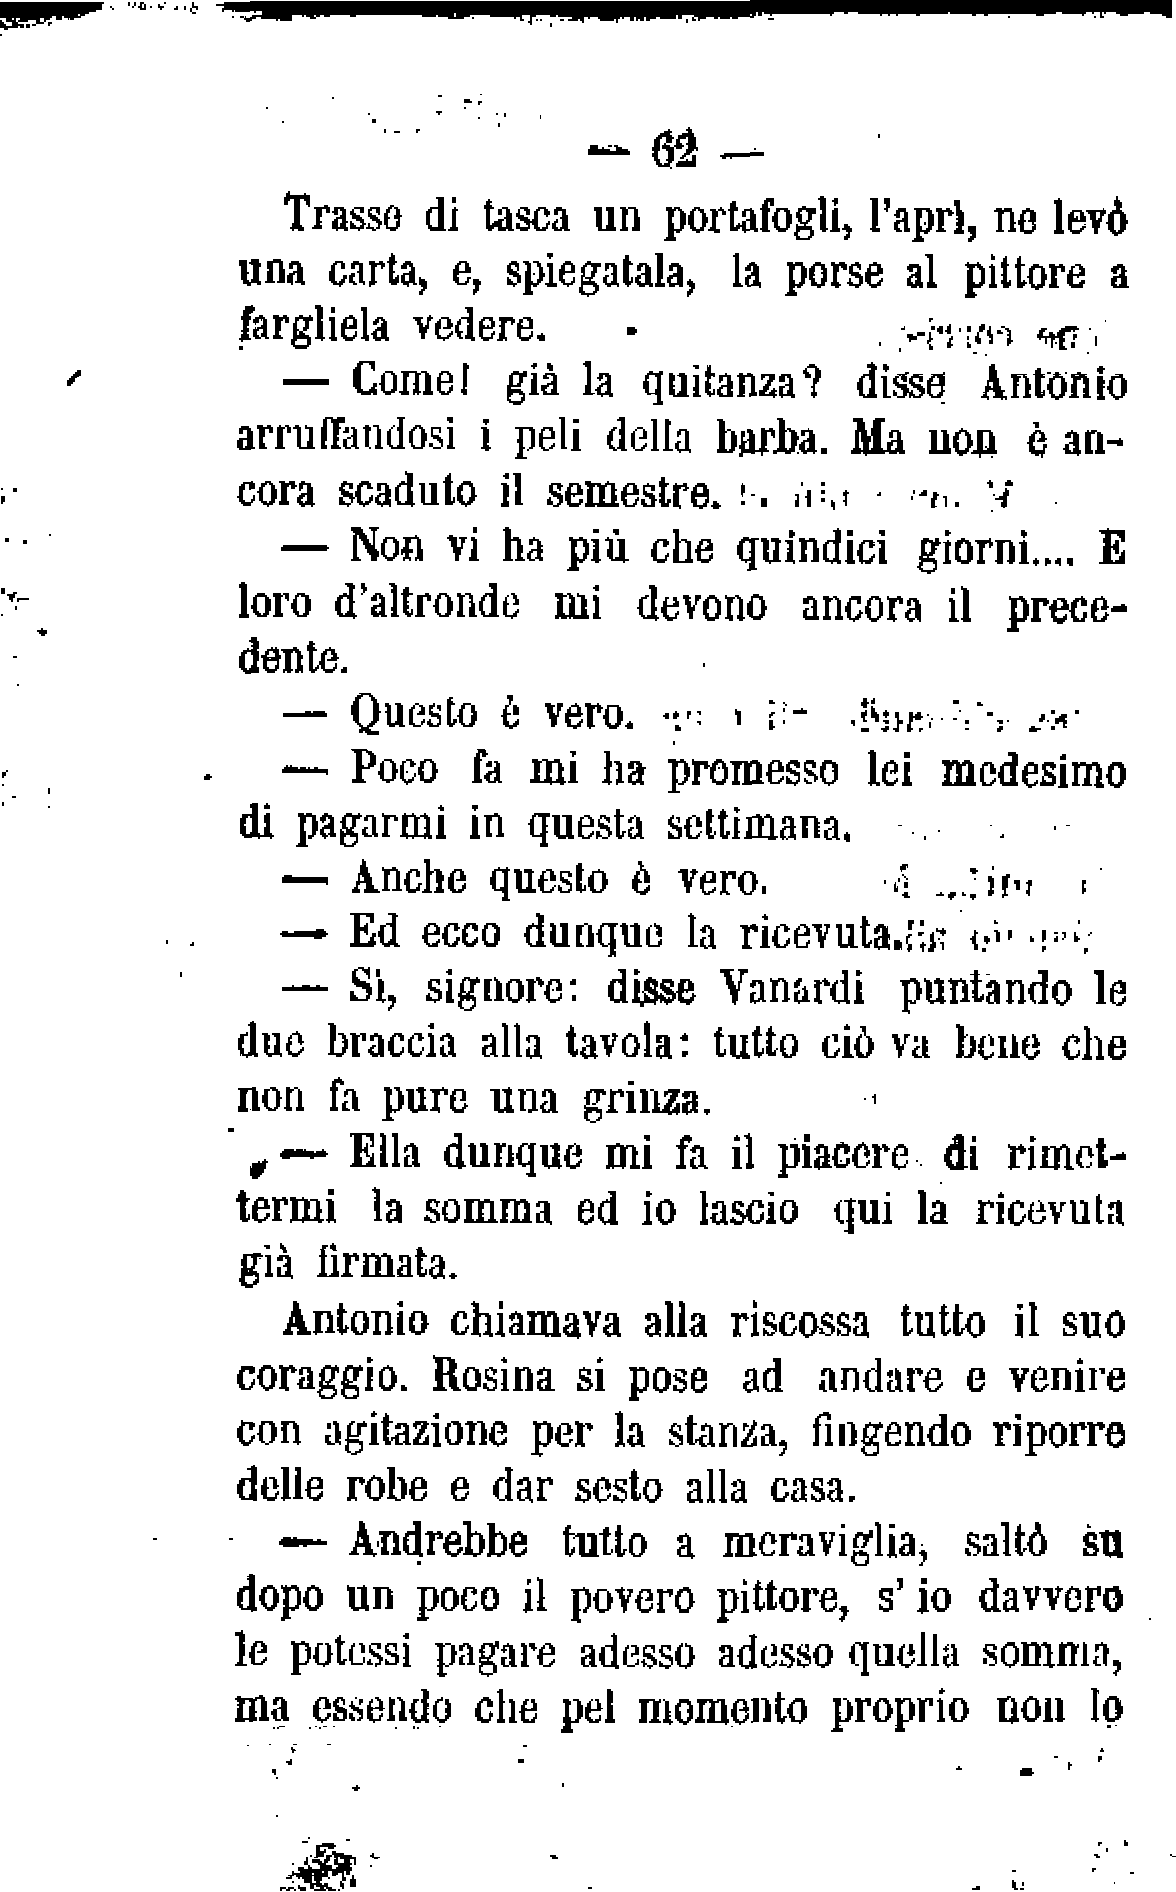 — 62 —
Trasse di tasca un portafogli, l'aprì, ne levò
una carta, e, spiegatala, la porse al pittore a
fargliela vedere.
— Come! già la quitanza? disse Antonio
arruffandosi i peli della barba. Ma non è an-
cora scaduto il semestre.
— Non vi ha più che quindici giorni.... E
loro d'altronde mi devono ancora il prece-
dente.
— Questo è vero.
— Poco fa mi ha promesso lei medesimo
di pagarmi in questa settimana.
— Anche questo è vero.
— Ed ecco dunque la ricevuta.
— Sì, signore: disse Vanardi puntando le
due braccia alla tavola: tutto ciò va bene che
non fa pure una grinza.
— Ella dunque mi fa il piacere di rimet-
termi la somma ed io lascio qui la ricevuta
già firmata.
Antonio chiamava alla riscossa tutto il suo
coraggio. Rosina si pose ad andare e venire
con agitazione per la stanza, fingendo riporre
delle robe e dar sesto alla casa.
— Andrebbe tutto a meraviglia, saltò su
dopo un poco il povero pittore, s' io davvero
le potessi pagare adesso adesso quella somma,
ma essendo che pel momento proprio non lo